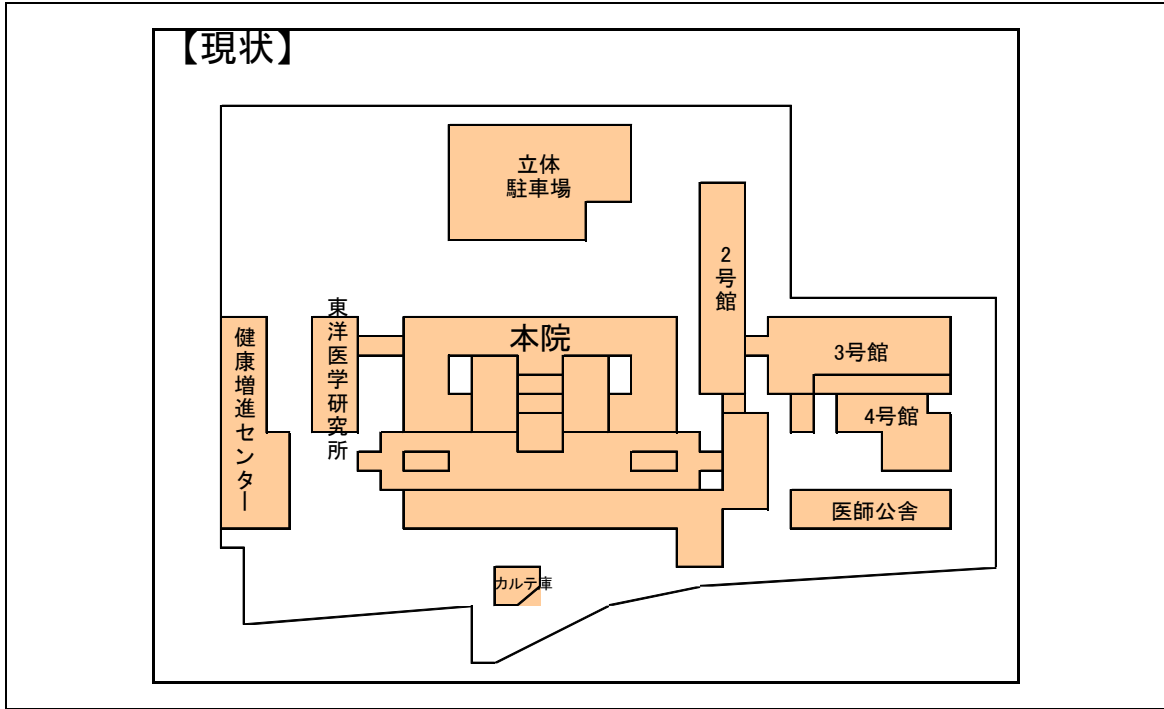 【現状】
立体
駐車場
2号館
本院
東洋医学研究所
健康増進センター
3号館
4号館
医師公舎
カルテ庫